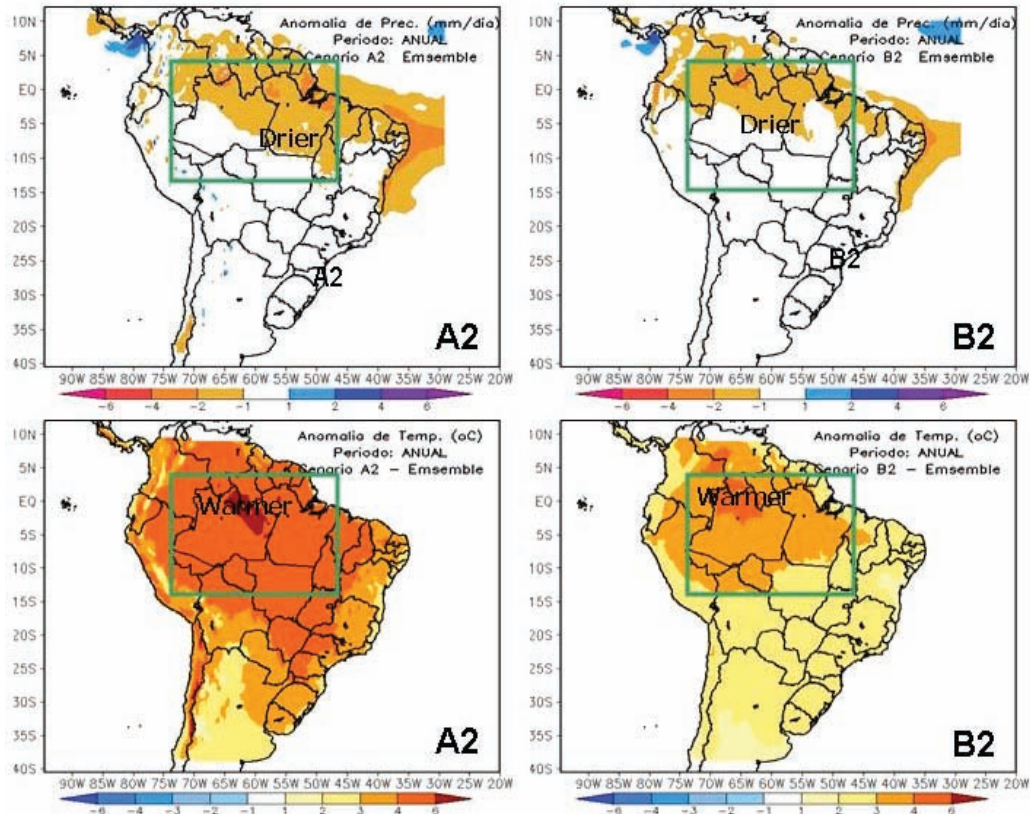 Anomalia de Prec. (mm/dia)
Periodo: ANUAL
Cenario A2 Emsemble
10N
5N
EQ
5S
10S
15S
20S
25S
30S
35S
40S
Drier
A2
A2
90W 85W 80W 75W 70W 65W 60W 55W 50W 45W 40W 35W 30W 25W 20W
-6 -4 -2 -1 1 2 4 6
Anomalia de Prec. (mm/dia)
Periodo: ANUAL
Cenario B2 Emsemble
10N
5N
EQ
5S
10S
15S
20S
25S
30S
35S
40S
Drier
B2
B2
90W 85W 80W 75W 70W 65W 60W 55W 50W 45W 40W 35W 30W 25W 20W
-6 -4 -2 -1 1 2 4 6
Anomalia de Temp. (oC)
Periodo: ANUAL
Cenario A2 - Emsemble
10N
5N
EQ
5S
10S
15S
20S
25S
30S
35S
40S
Warmer
A2
90W 85W 80W 75W 70W 65W 60W 55W 50W 45W 40W 35W 30W 25W 20W
-6 -4 -3 -2 -1 1 2 3 4 6
Anomalia de Temp. (oC)
Periodo: ANUAL
Cenario B2 - Emsemble
10N
5N
EQ
5S
10S
15S
20S
25S
30S
35S
40S
Warmer
B2
90W 85W 80W 75W 70W 65W 60W 55W 50W 45W 40W 35W 30W 25W 20W
-6 -4 -3 -2 -1 1 2 3 4 6